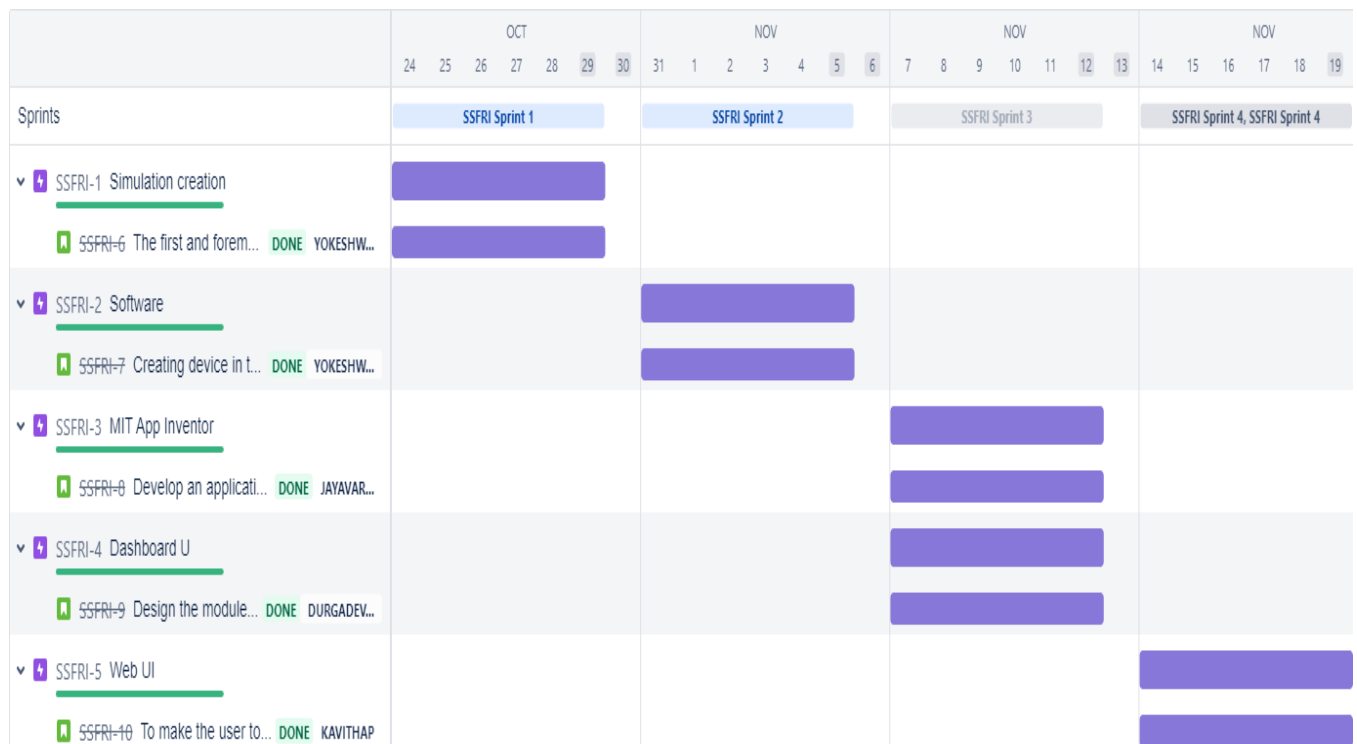 OCT NOV NOV NOV
24 25 26 27 28 29 30 31 1 2 3 4 5 6 7 8 9 10 11 12 13 14 15 16 17 18 19
Sprints SSFRI Sprint 1 SSFRI Sprint 2 SSFRI Sprint 3 SSFRI Sprint 4, SSFRI Sprint 4
SSFRI-1 Simulation creation
SSFRI-6 The first and forem... DONE YOKESHW...
SSFRI-2 Software
SSFRI-7 Creating device in t... DONE YOKESHW...
SSFRI-3 MIT App Inventor
SSFRI-8 Develop an applicati... DONE JAYAVAR...
SSFRI-4 Dashboard U
SSFRI-9 Design the module... DONE DURGADEV...
SSFRI-5 Web UI
SSFRI-10 To make the user to... DONE KAVITHAP